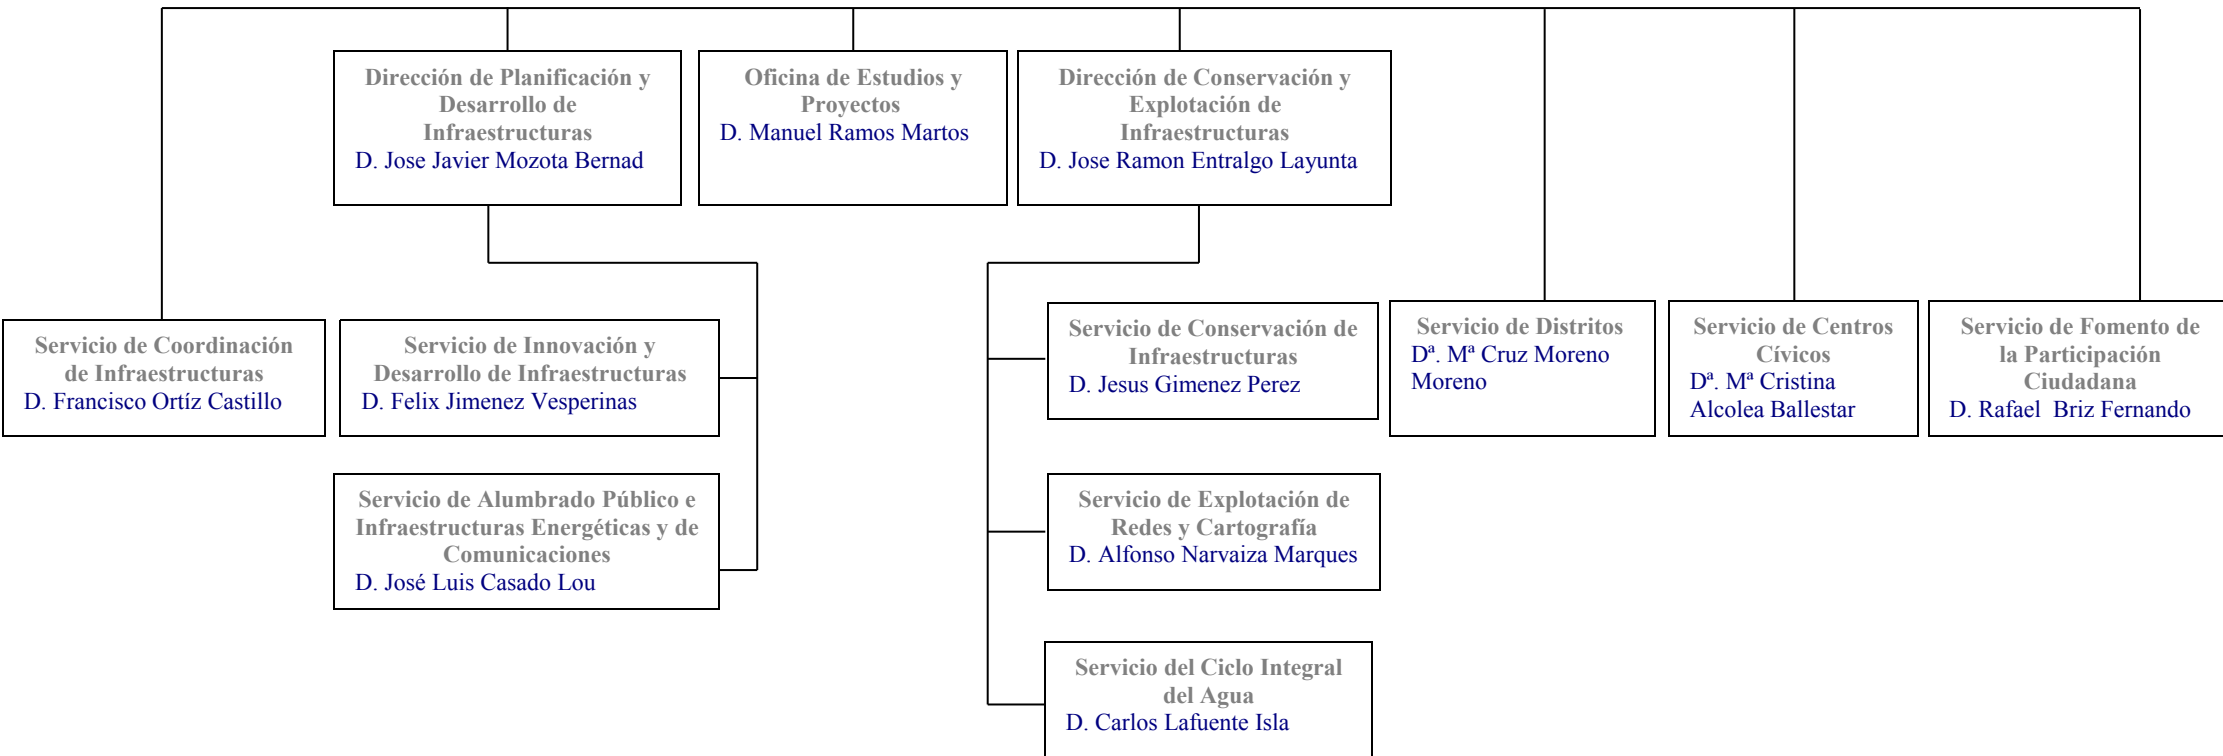 Dirección de Planificación y
Desarrollo de
Infraestructuras
D. Jose Javier Mozota Bernad
Oficina de Estudios y
Proyectos
D. Manuel Ramos Martos
Dirección de Conservación y
Explotación de
Infraestructuras
D. Jose Ramon Entralgo Layunta
Servicio de Coordinación
de Infraestructuras
D. Francisco Ortíz Castillo
Servicio de Innovación y
Desarrollo de Infraestructuras
D. Felix Jimenez Vesperinas
Servicio de Conservación de
Infraestructuras
D. Jesus Gimenez Perez
Servicio de Distritos
Dª. Mª Cruz Moreno
Moreno
Servicio de Centros
Cívicos
Dª. Mª Cristina
Alcolea Ballestar
Servicio de Fomento de
la Participación
Ciudadana
D. Rafael  Briz Fernando
Servicio de Alumbrado Público e
Infraestructuras Energéticas y de
Comunicaciones
D. José Luis Casado Lou
Servicio de Explotación de
Redes y Cartografía
D. Alfonso Narvaiza Marques
Servicio del Ciclo Integral
del Agua
D. Carlos Lafuente Isla